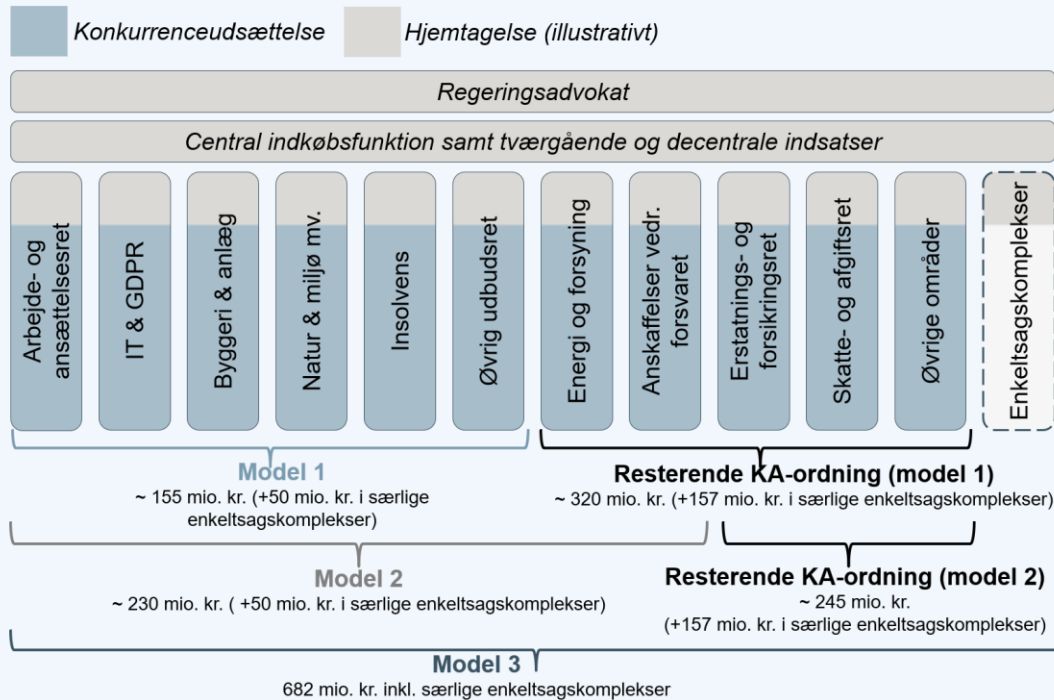 Konkurrenceudsættelse
Hjemtagelse (illustrativt)
Regeringsadvokat
Central indkøbsfunktion samt tværgående og decentrale indsatser
Arbejde- og
ansættelsesret
IT & GDPR
Byggeri & anlæg
Natur & miljø mv.
Insolvens
Øvrig udbudsret
Energi og forsyning
Anskaffelser vedr.
forsvaret
Erstatnings- og
forsikringsret
Skatte- og afgiftsret
Øvrige områder
Enkeltsagskomplekser
Model 1
~ 155 mio. kr. (+50 mio. kr. i særlige
enkeltsagskomplekser)
Resterende KA-ordning (model 1)
~ 320 mio. kr. (+157 mio. kr. i særlige enkeltsagskomplekser)
Model 2
~ 230 mio. kr. ( +50 mio. kr. i særlige enkeltsagskomplekser)
Resterende KA-ordning (model 2)
~ 245 mio. kr.
(+157 mio. kr. i særlige enkeltsagskomplekser)
Model 3
682 mio. kr. inkl. særlige enkeltsagskomplekser